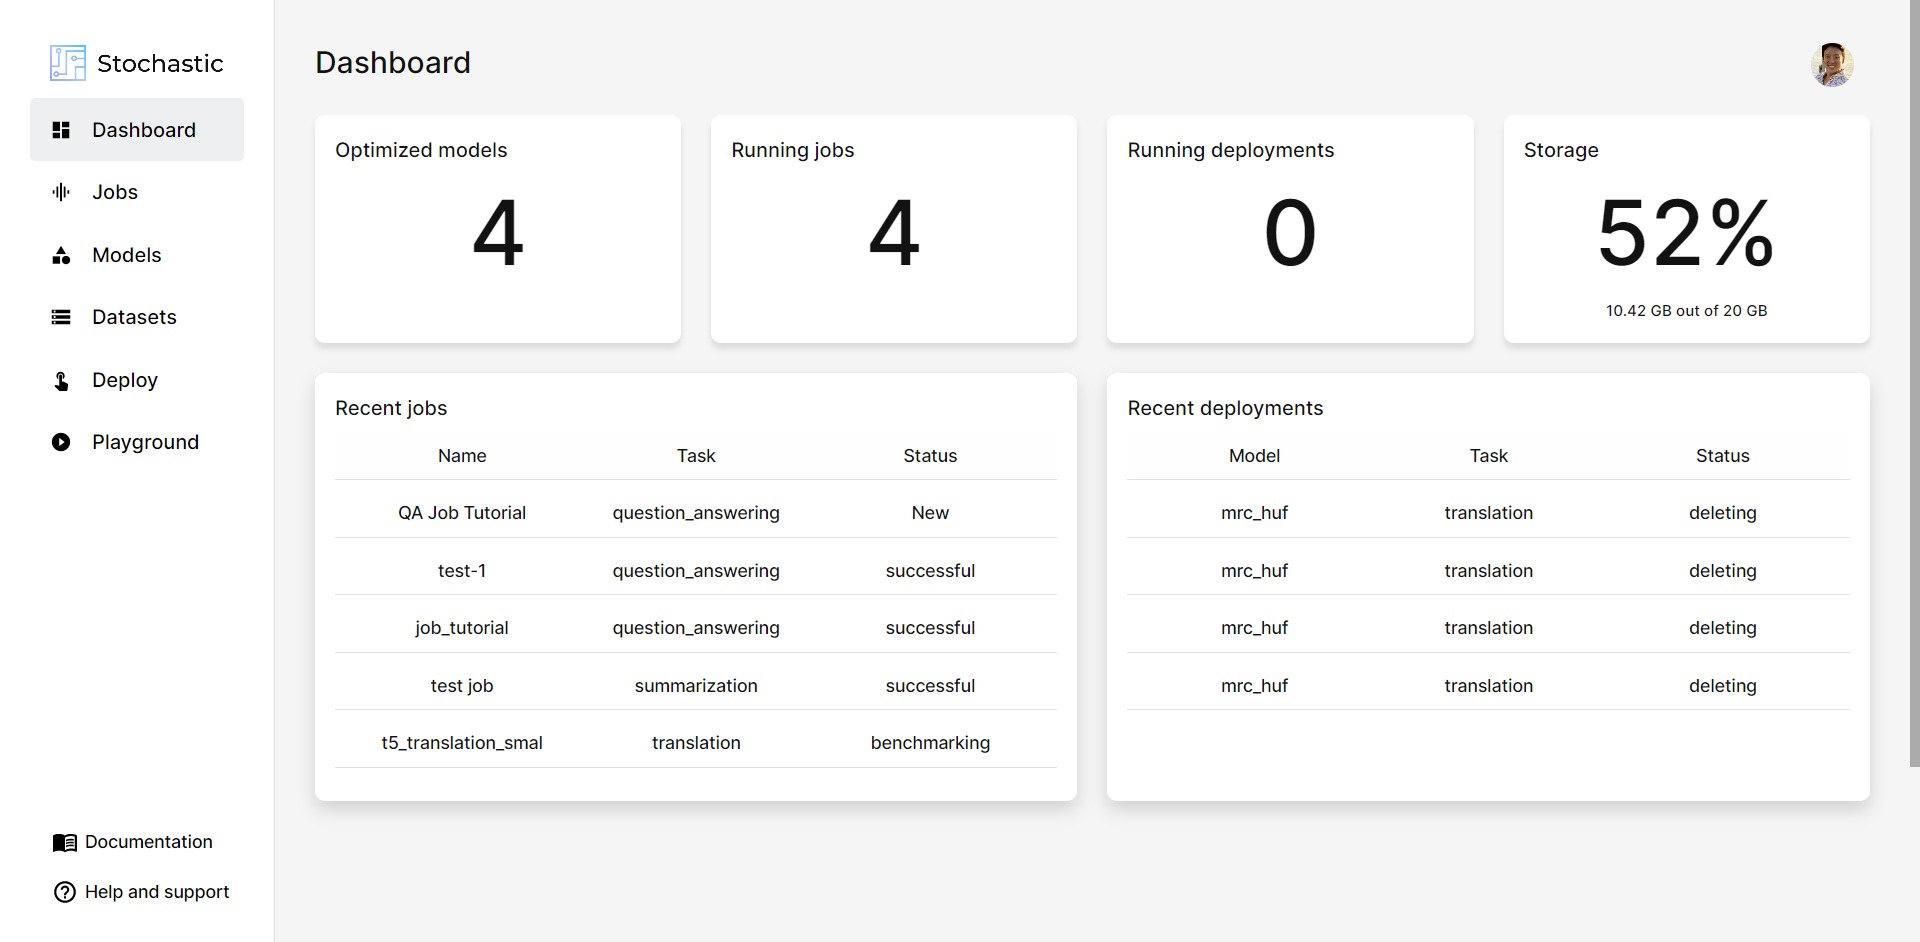 Stochastic
Dashboard
Jobs
Models
Datasets
Deploy
Playground
Documentation
Help and support
Dashboard
Optimized models
4
Running jobs
4
Running deployments
0
Storage
52%
10.42 GB out of 20 GB
Recent jobs
Name Task Status
QA Job Tutorial question_answering New
test-1 question_answering successful
job_tutorial question_answering successful
test job summarization successful
t5_translation_smal translation benchmarking
Recent deployments
Model Task Status
mrc_huf translation deleting
mrc_huf translation deleting
mrc_huf translation deleting
mrc_huf translation deleting